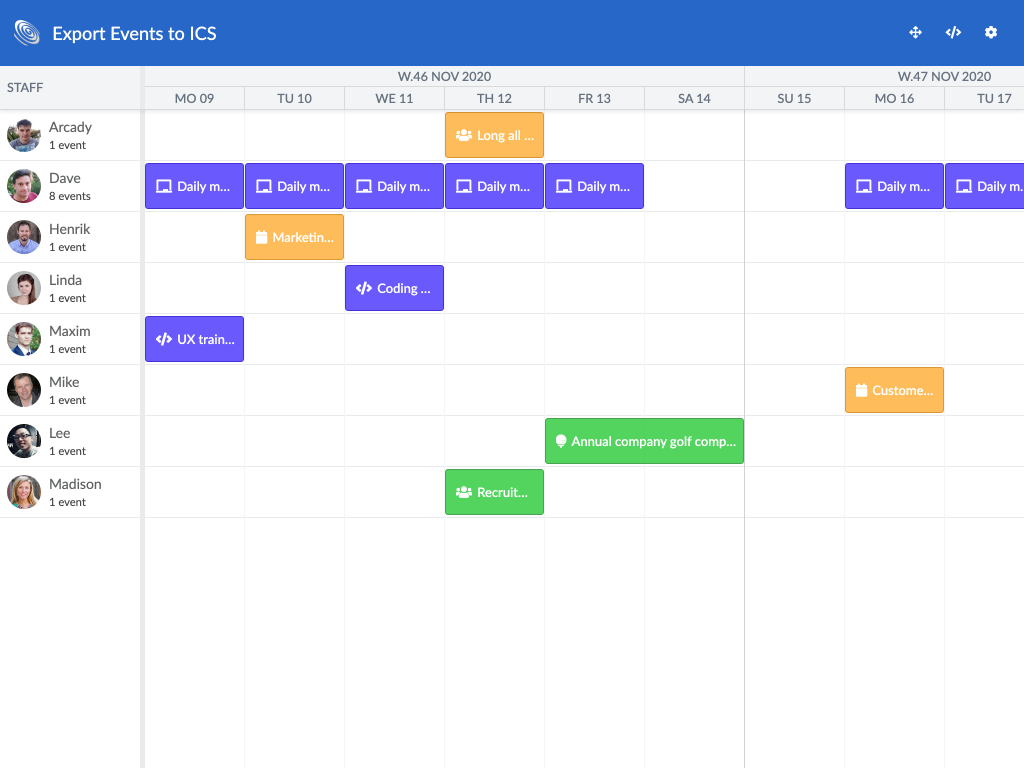 Export Events to ICS
STAFF
W.46 NOV 2020
W.47 NOV 2020
MO 09
TU 10
WE 11
TH 12
FR 13
SA 14
SU 15
MO 16
TU 17
Arcady
1 event
Long all ...
Dave
8 events
Daily m...
Daily m...
Daily m...
Daily m...
Daily m...
Daily m...
Daily m.
Henrik
1 event
Marketin...
Linda
1 event
Coding ...
Maxim
1 event
UX train...
Mike
1 event
Custome...
Lee
1 event
Annual company golf comp...
Madison
1 event
Recruit...